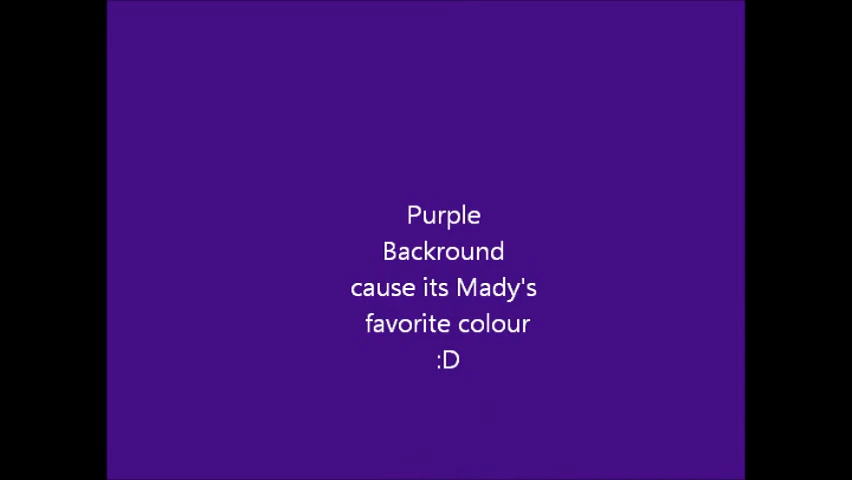 Purple
Backround
cause its Mady's
favorite colour
:D